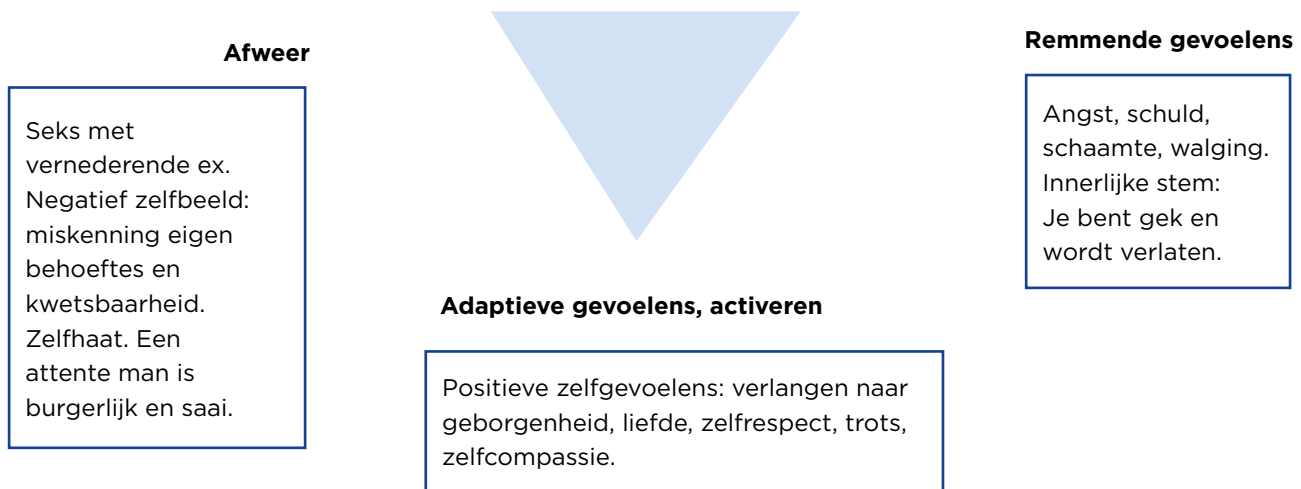 Afweer
Seks met
vernederende ex.
Negatief zelfbeeld:
miskenning eigen
behoeftes en
kwetsbaarheid.
Zelfhaat. Een
attente man is
burgerlijk en saai.
Remmende gevoelens
Angst, schuld,
schaamte, walging.
Innerlijke stem:
Je bent gek en
wordt verlaten.
Adaptieve gevoelens, activeren
Positieve zelfgevoelens: verlangen naar
geborgenheid, liefde, zelfrespect, trots,
zelfcompassie.